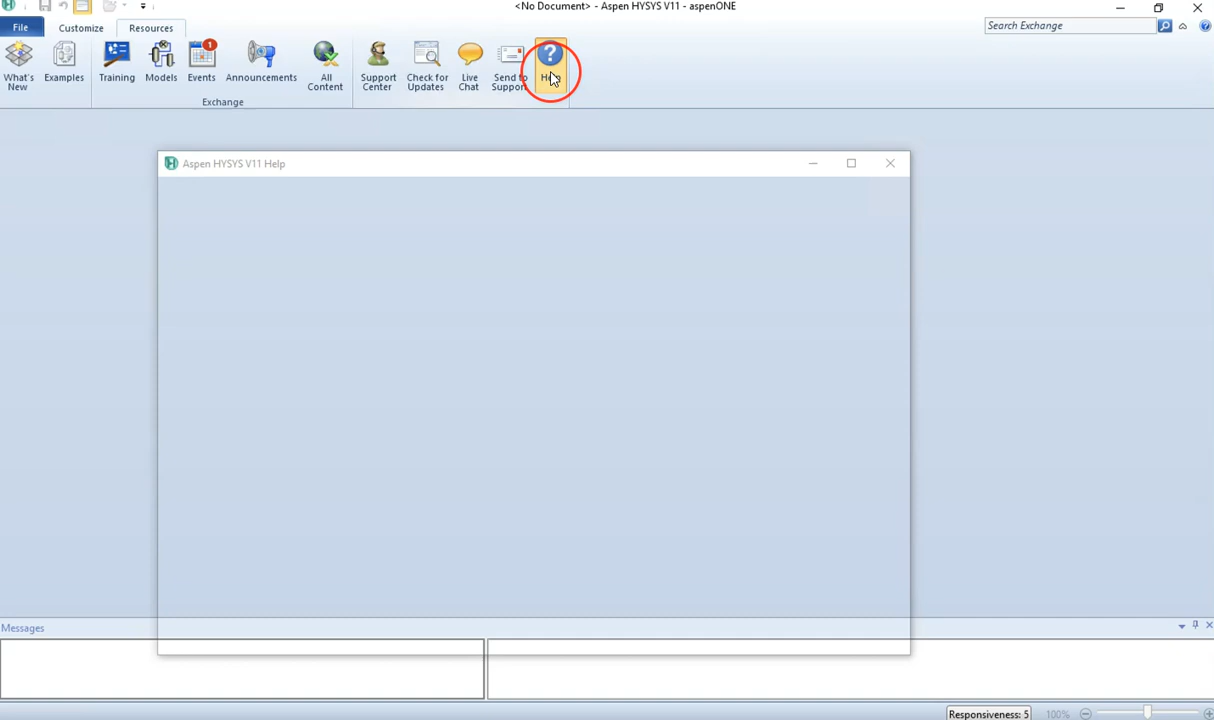 <No Document> - Aspen HYSYS V11 - aspenONE
File
Customize
Resources
Search Exchange
What's
New
Examples
Training
Models
1
Events
Announcements
All
Content
Support
Center
Check for
Updates
Live
Chat
Send to
Support
Help
Exchange
Aspen HYSYS V11 Help
Messages
Responsiveness: 5
100%